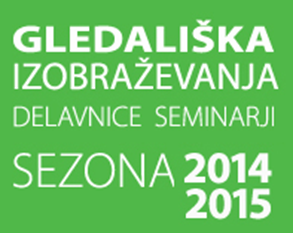 GLEDALIŠKA
IZOBRAŽEVANJA
DELAVNICE SEMINARJI
SEZONA 2014
2015